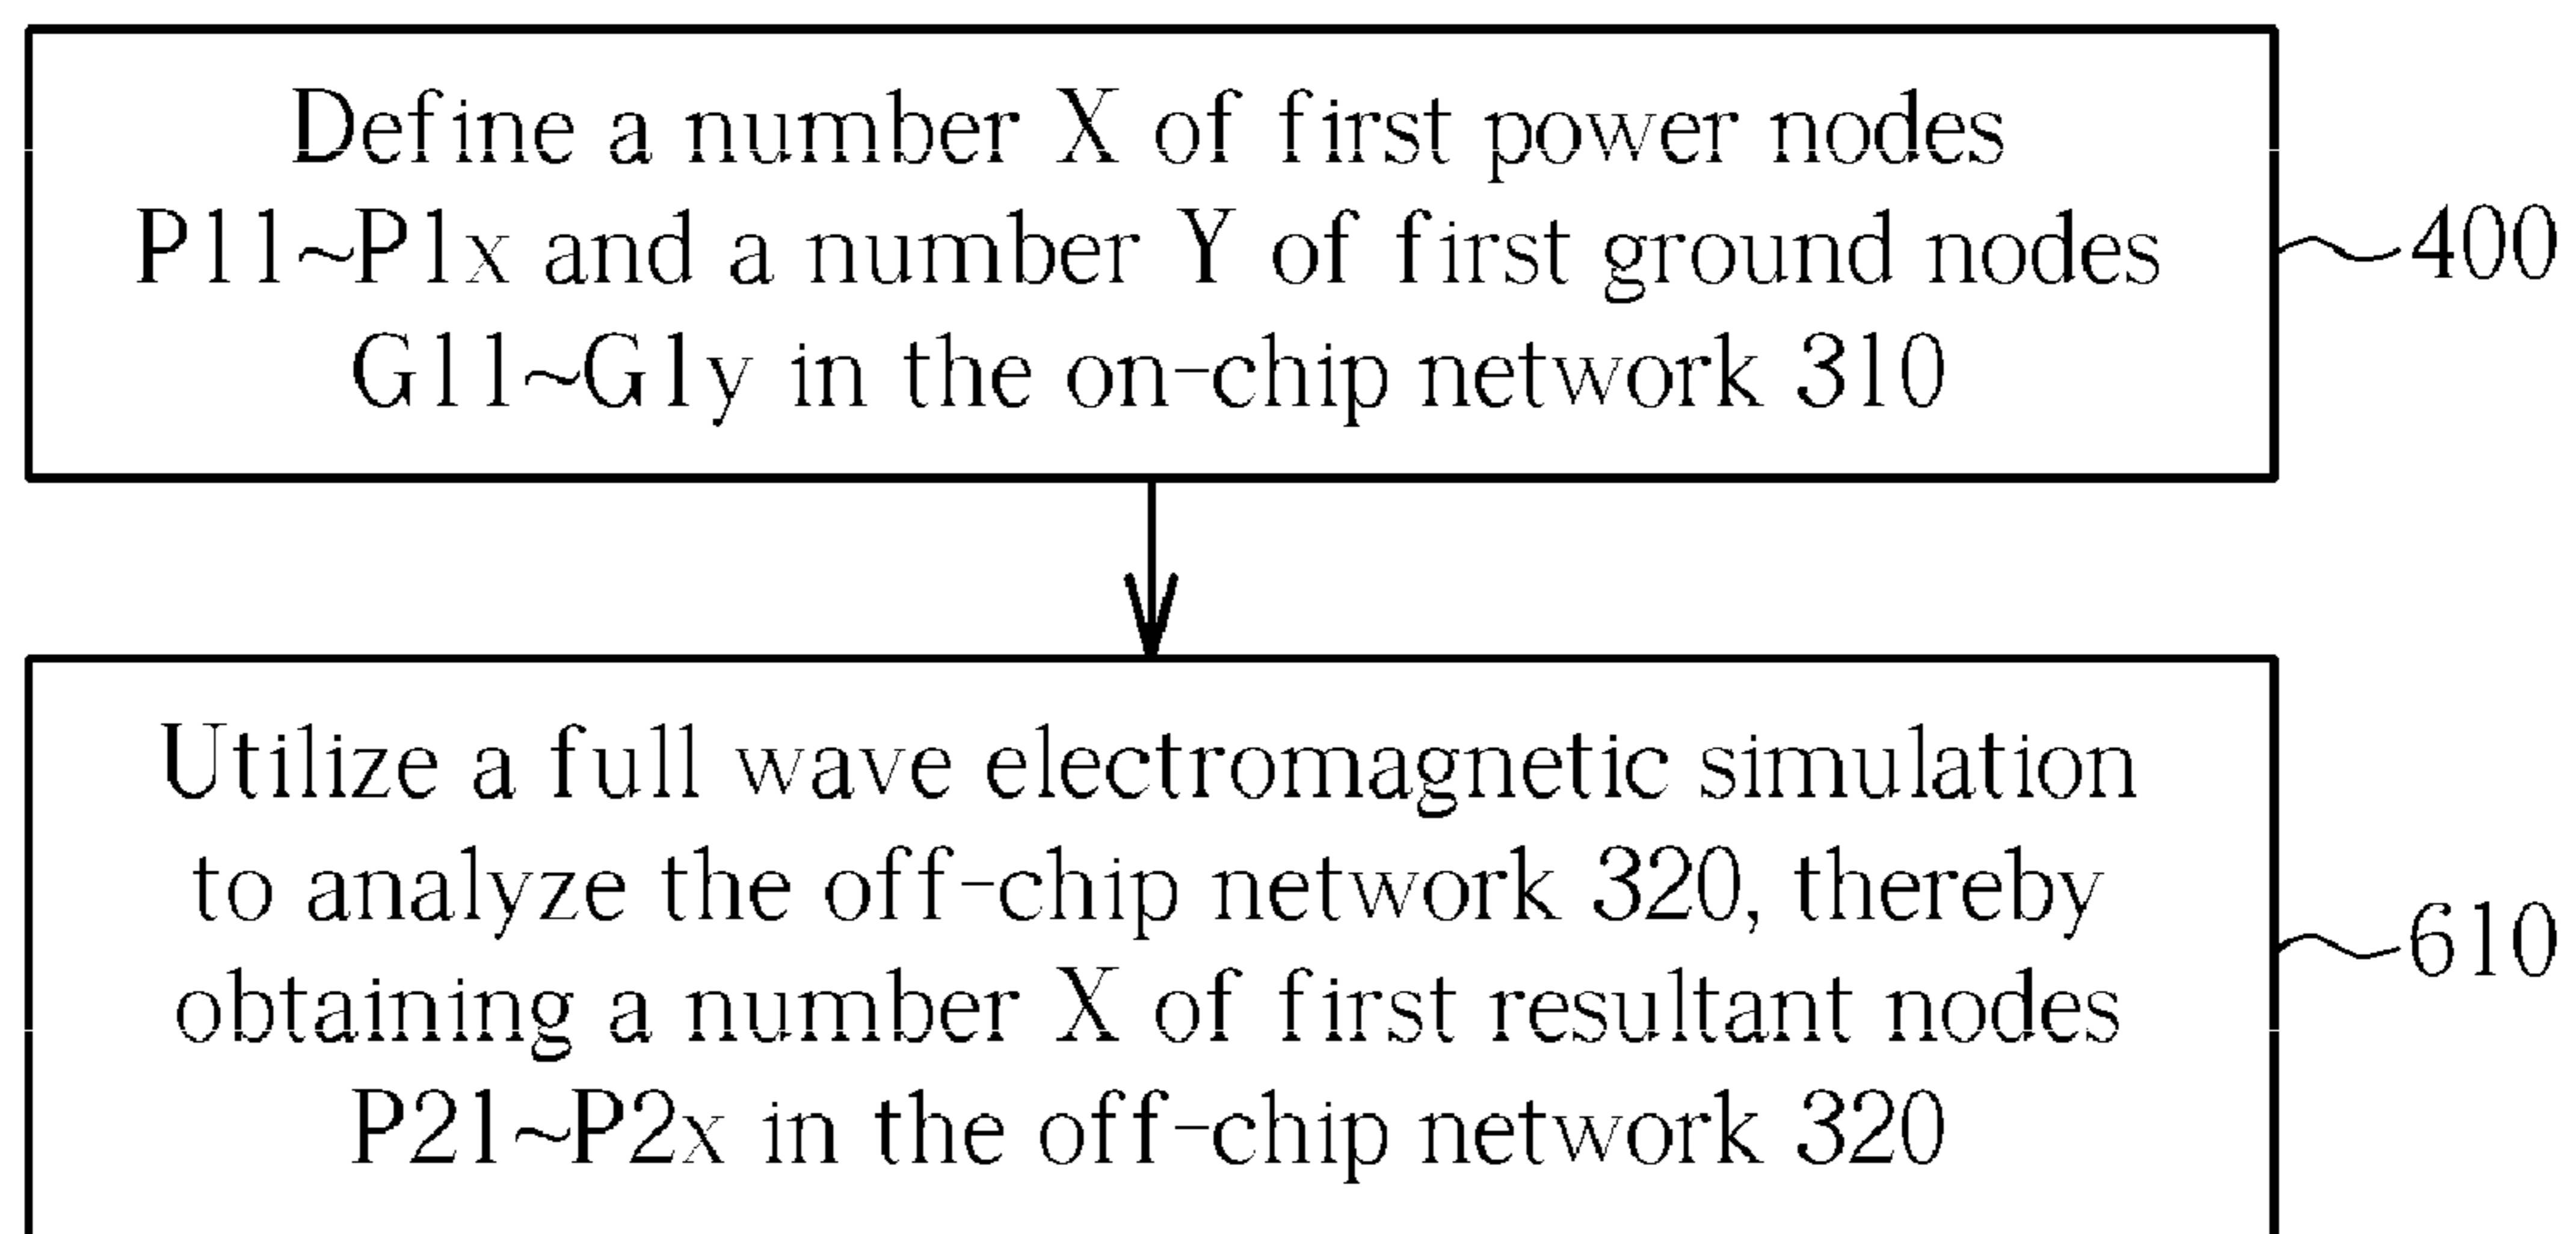 Define a number X of first power nodes
P11~P1x and a number Y of first ground nodes
G11~G1y in the on-chip network 310
400
Utilize a full wave electromagnetic simulation
to analyze the off-chip network 320, thereby
obtaining a number X of first resultant nodes
P21~P2x in the off-chip network 320
610